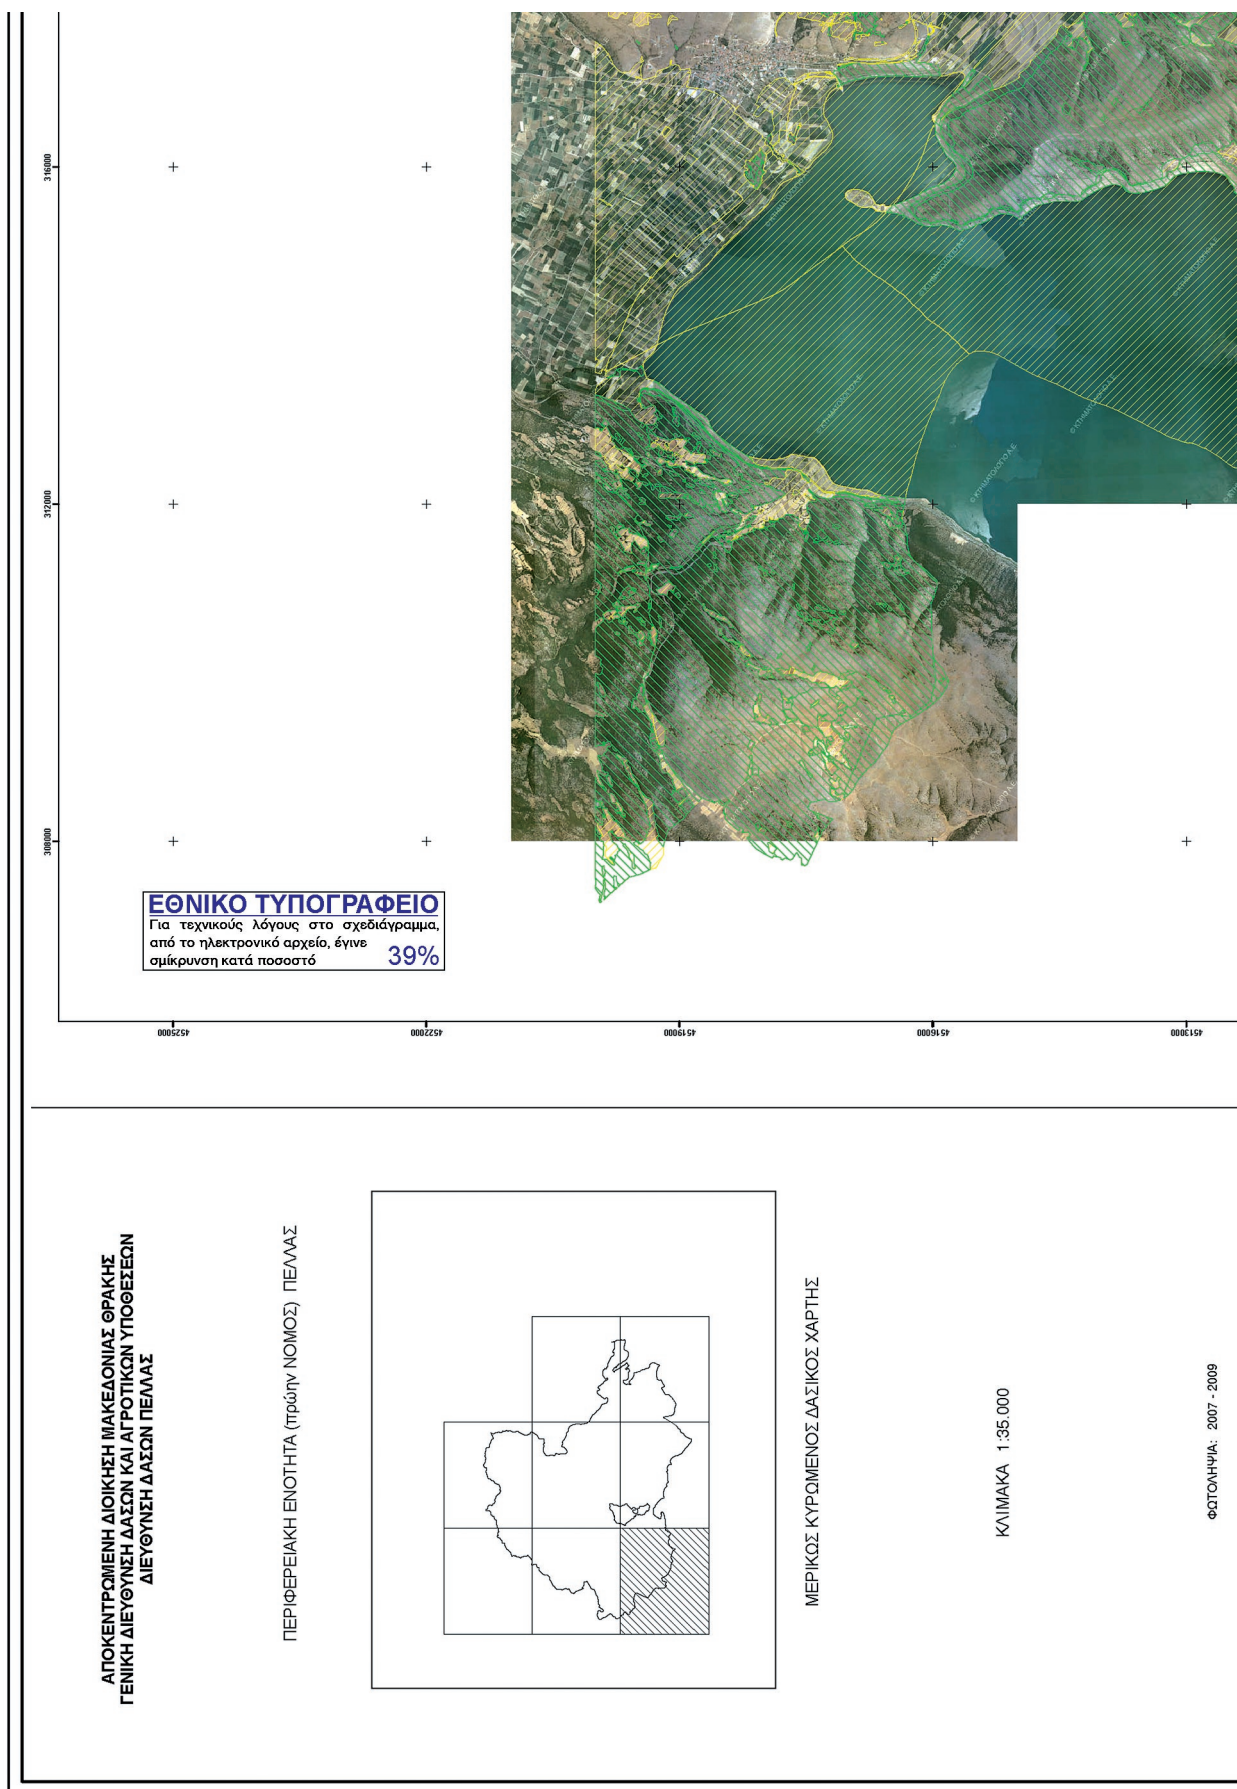 316000
312000
308000
© ΚΤΗΜΑΤΟΛΟΓΙΟ Α.Ε.
ΕΘΝΙΚΟ ΤΥΠΟΓΡΑΦΕΙΟ
Για τεχνικούς λόγους στο σχεδιάγραμμα,
από το ηλεκτρονικό αρχείο, έγινε
σμίκρυνση κατά ποσοστό 39%
4525000
4522000
4519000
4516000
4513000
ΑΠΟΚΕΝΤΡΩΜΕΝΗ ΔΙΟΙΚΗΣΗ ΜΑΚΕΔΟΝΙΑΣ ΘΡΑΚΗΣ
ΓΕΝΙΚΗ ΔΙΕΥΘΥΝΣΗ ΔΑΣΩΝ ΚΑΙ ΑΓΡΟΤΙΚΩΝ ΥΠΟΘΕΣΕΩΝ
ΔΙΕΥΘΥΝΣΗ ΔΑΣΩΝ ΠΕΛΛΑΣ
ΠΕΡΙΦΕΡΕΙΑΚΗ ΕΝΟΤΗΤΑ (πρώην ΝΟΜΟΣ) ΠΕΛΛΑΣ
ΜΕΡΙΚΩΣ ΚΥΡΩΜΕΝΟΣ ΔΑΣΙΚΟΣ ΧΑΡΤΗΣ
ΚΛΙΜΑΚΑ 1:35.000
ΦΩΤΟΛΗΨΙΑ: 2007 - 2009